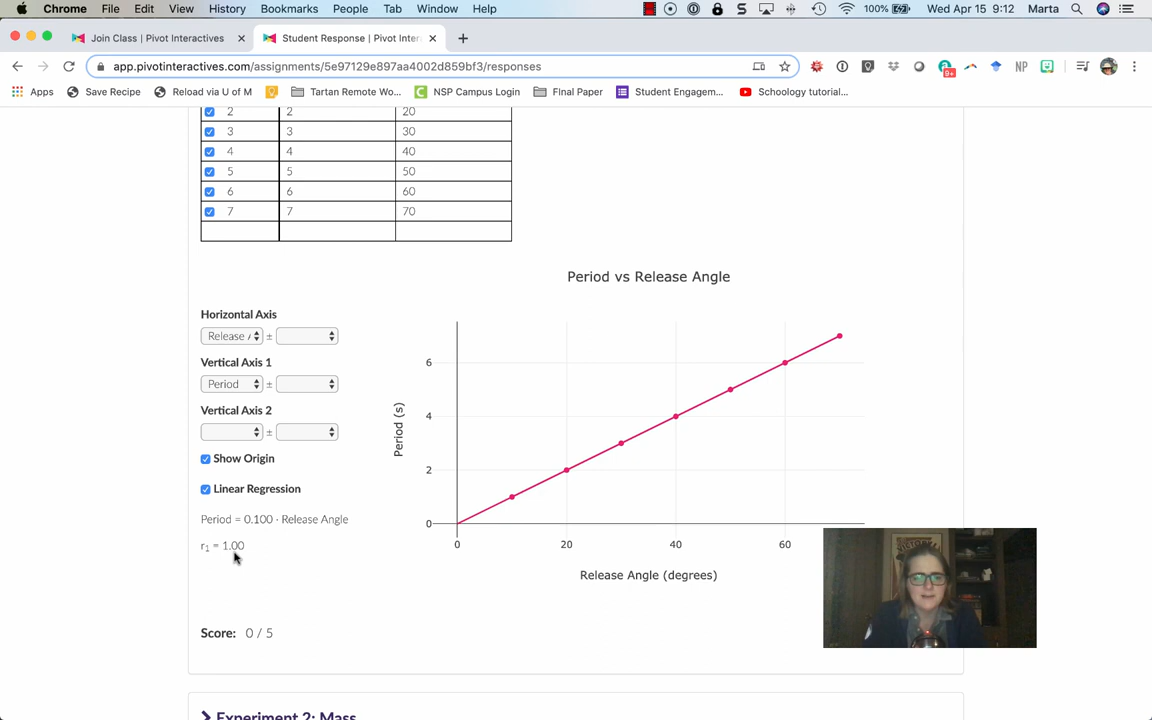 Chrome File Edit View History Bookmarks People Tab Window Help 100% Wed Apr 15 9:12 Marta
Join Class | Pivot Interactives Student Response | Pivot Inter
app.pivotinteractives.com/assignments/5e97129e897aa4002d859bf3/responses 9+ NP
Apps Save Recipe Reload via U of M Tartan Remote Wo... NSP Campus Login FInal Paper Student Engagem... Schoology tutorial...
2 2 20
3 3 30
4 4 40
5 5 50
6 6 60
7 7 70
Period vs Release Angle
Horizontal Axis
Release ±
Vertical Axis 1
Period ±
Vertical Axis 2
±
Show Origin
Linear Regression
Period = 0.100 · Release Angle
r1 = 1.00
6
4
2
0
0 20 40 60
Period (s)
Release Angle (degrees)
Score: 0 / 5
Experiment 2: Mass